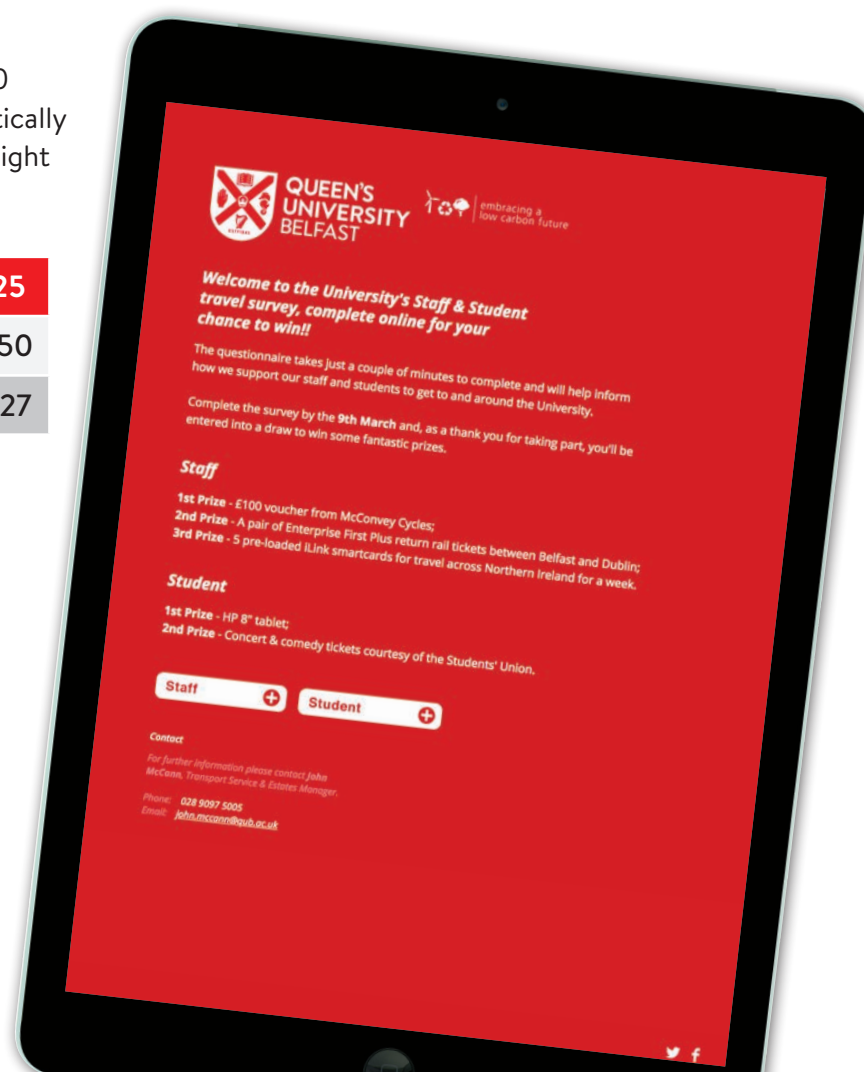 0
tically
ight
25
50
27
QUEEN'S
UNIVERSITY
BELFAST
embracing a
low carbon future
Welcome to the University's Staff & Student
travel survey, complete online for your
chance to win!!
The questionnaire takes just a couple of minutes to complete and will help inform
how we support our staff and students to get to and around the University.
Complete the survey by the 9th March and, as a thank you for taking part, you'll be
entered into a draw to win some fantastic prizes.
Staff
1st Prize - £100 voucher from McConvey Cycles;
2nd Prize - A pair of Enterprise First Plus return rail tickets between Belfast and Dublin;
3rd Prize - 5 pre-loaded iLink smartcards for travel across Northern Ireland for a week.
Student
1st Prize - HP 8" tablet;
2nd Prize - Concert & comedy tickets courtesy of the Students' Union.
Staff
Student
Contact
For further information please contact John
McCann, Transport Service & Estates Manager.
Phone: 028 9097 5005
Email: john.mccann@qub.ac.uk